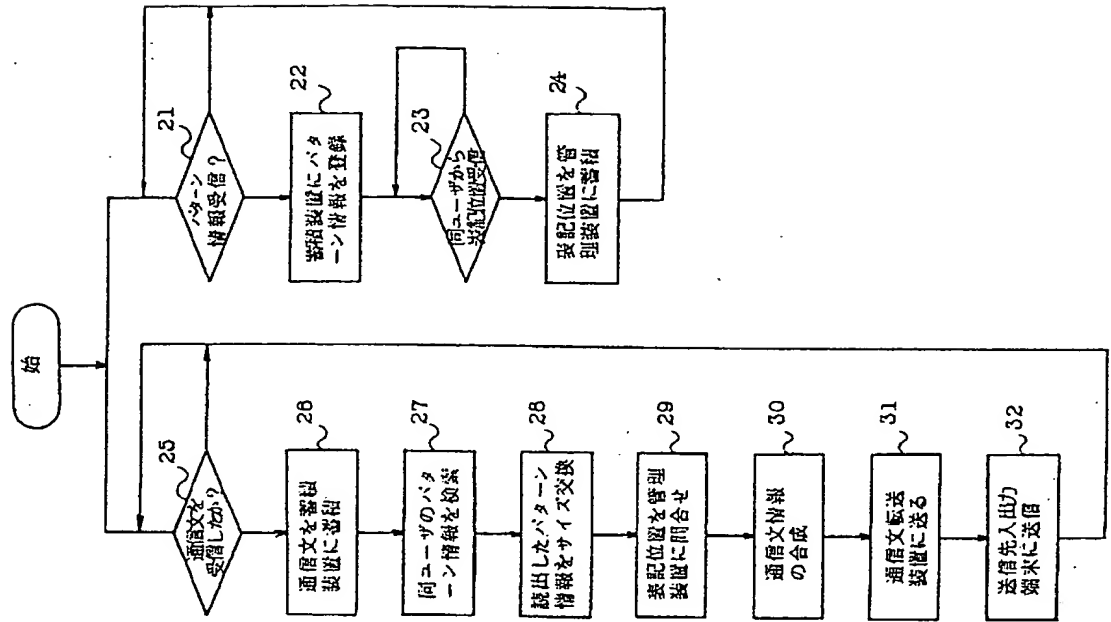 始
25
通信文を
受信したか?
26
通信文を蓄積
装置に蓄積
27
同ユーザのパタ
ーン情報を検索
28
読出したパターン
情報をサイズ交換
29
表記位置を管理
装置に問合せ
30
通信文情報
の合成
31
通信文転送
装置に送る
32
送信先入出力
端末に送信
21
パターン
情報受信?
22
蓄積装置にパタ
ーン情報を登録
23
同ユーザから
表記位置受信
24
表記位置を管
理装置に蓄積